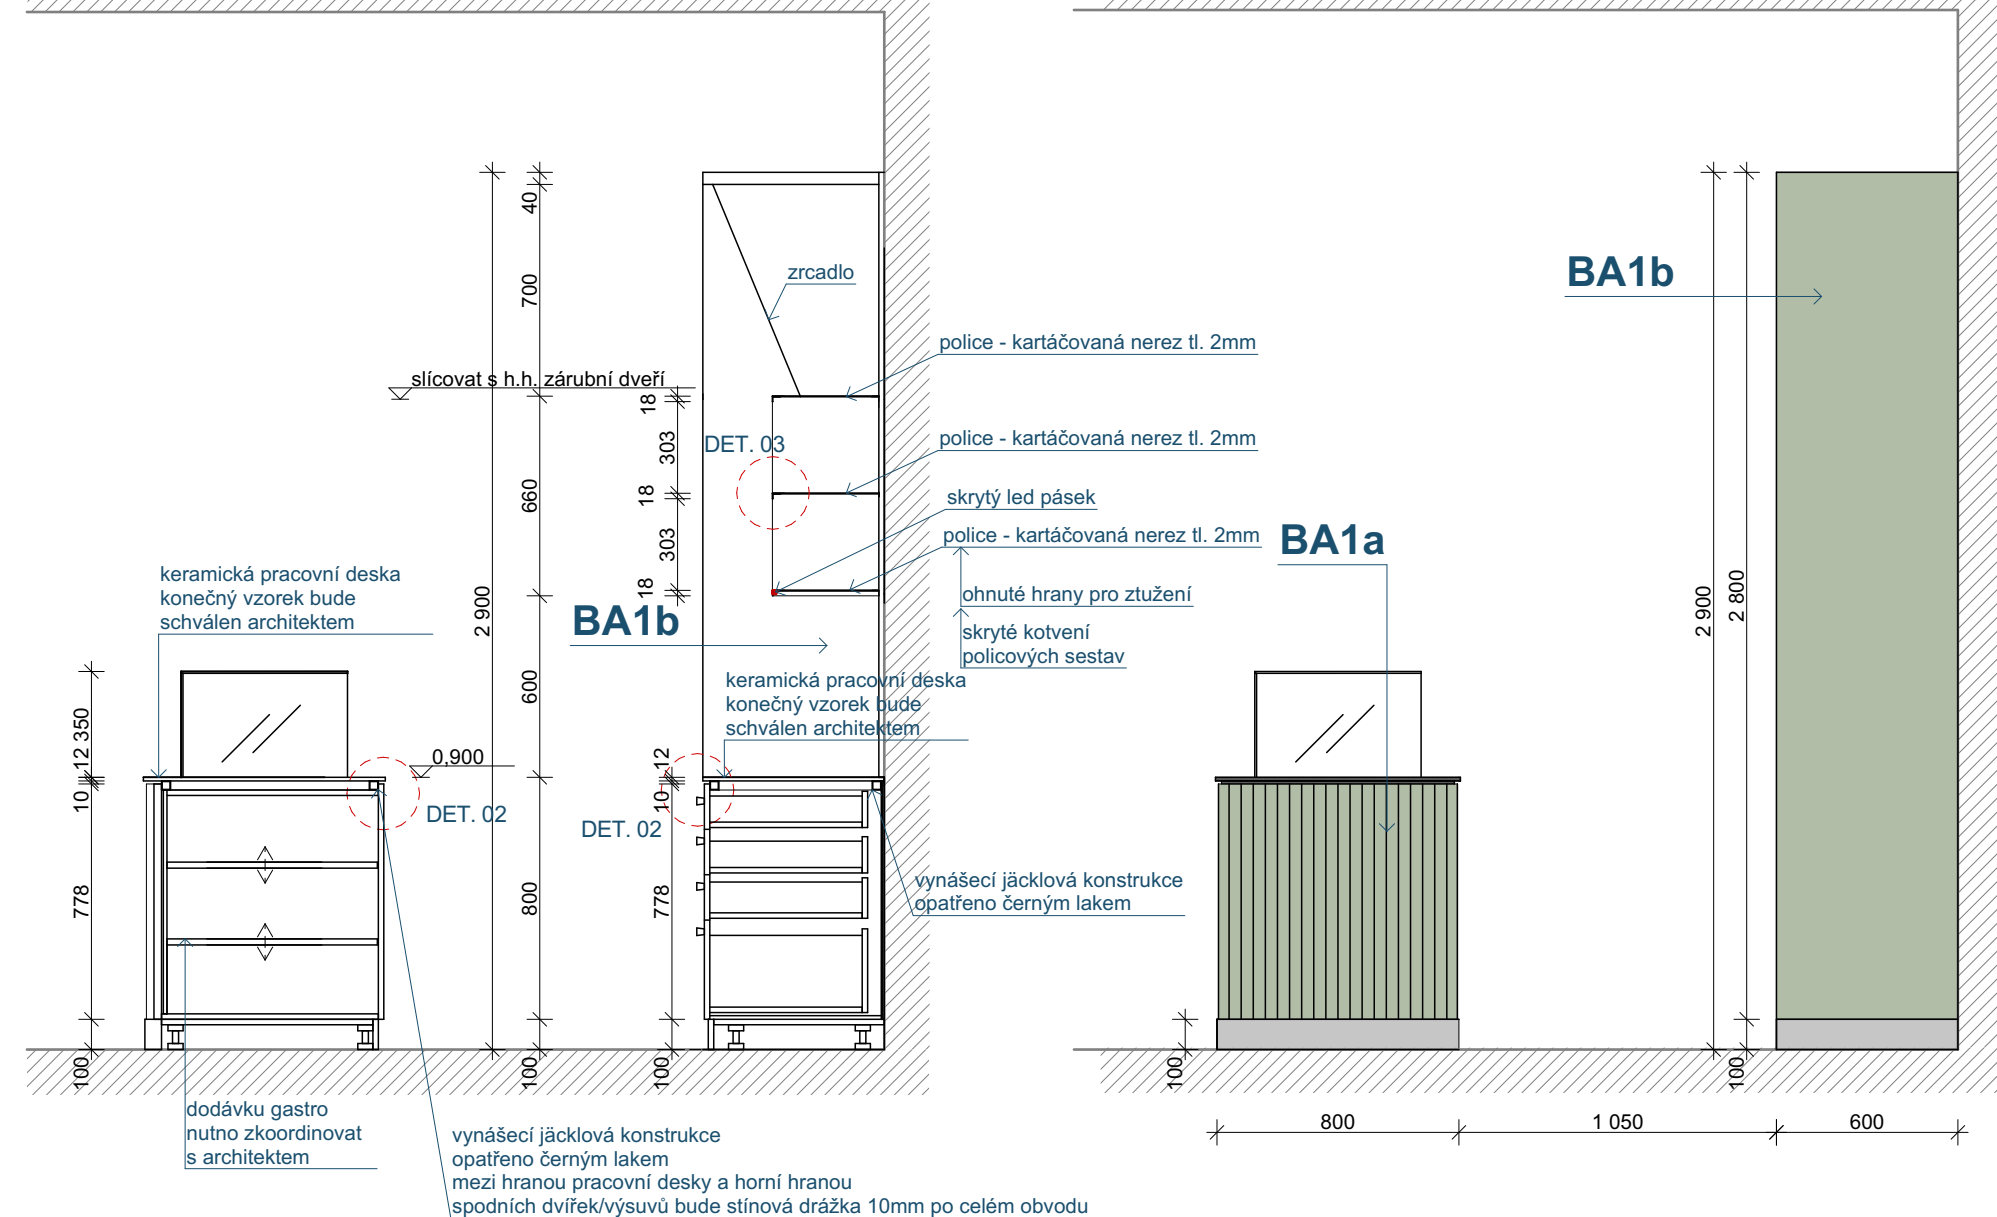 40
700
zrcadlo
BA1b
police - kartáčovaná nerez tl. 2mm
slícovat s h.h. zárubní dveří
18
303
DET. 03
police - kartáčovaná nerez tl. 2mm
660
18
skrytý led pásek
303
police - kartáčovaná nerez tl. 2mm
BA1a
18
ohnuté hrany pro ztužení
skryté kotvení
policových sestav
keramická pracovní deska
konečný vzorek bude
schválen architektem
2 900
BA1b
600
keramická pracovní deska
konečný vzorek bude
schválen architektem
2 900
2 800
350
12
0,900
12
10
10
DET. 02
DET. 02
778
800
778
vynášecí jäcklová konstrukce
opatřeno černým lakem
100
100
100
100
100
dodávku gastro
nutno zkoordinovat
s architektem
800
1 050
600
vynášecí jäcklová konstrukce
opatřeno černým lakem
mezi hranou pracovní desky a horní hranou
spodních dvířek/výsuvů bude stínová drážka 10mm po celém obvodu